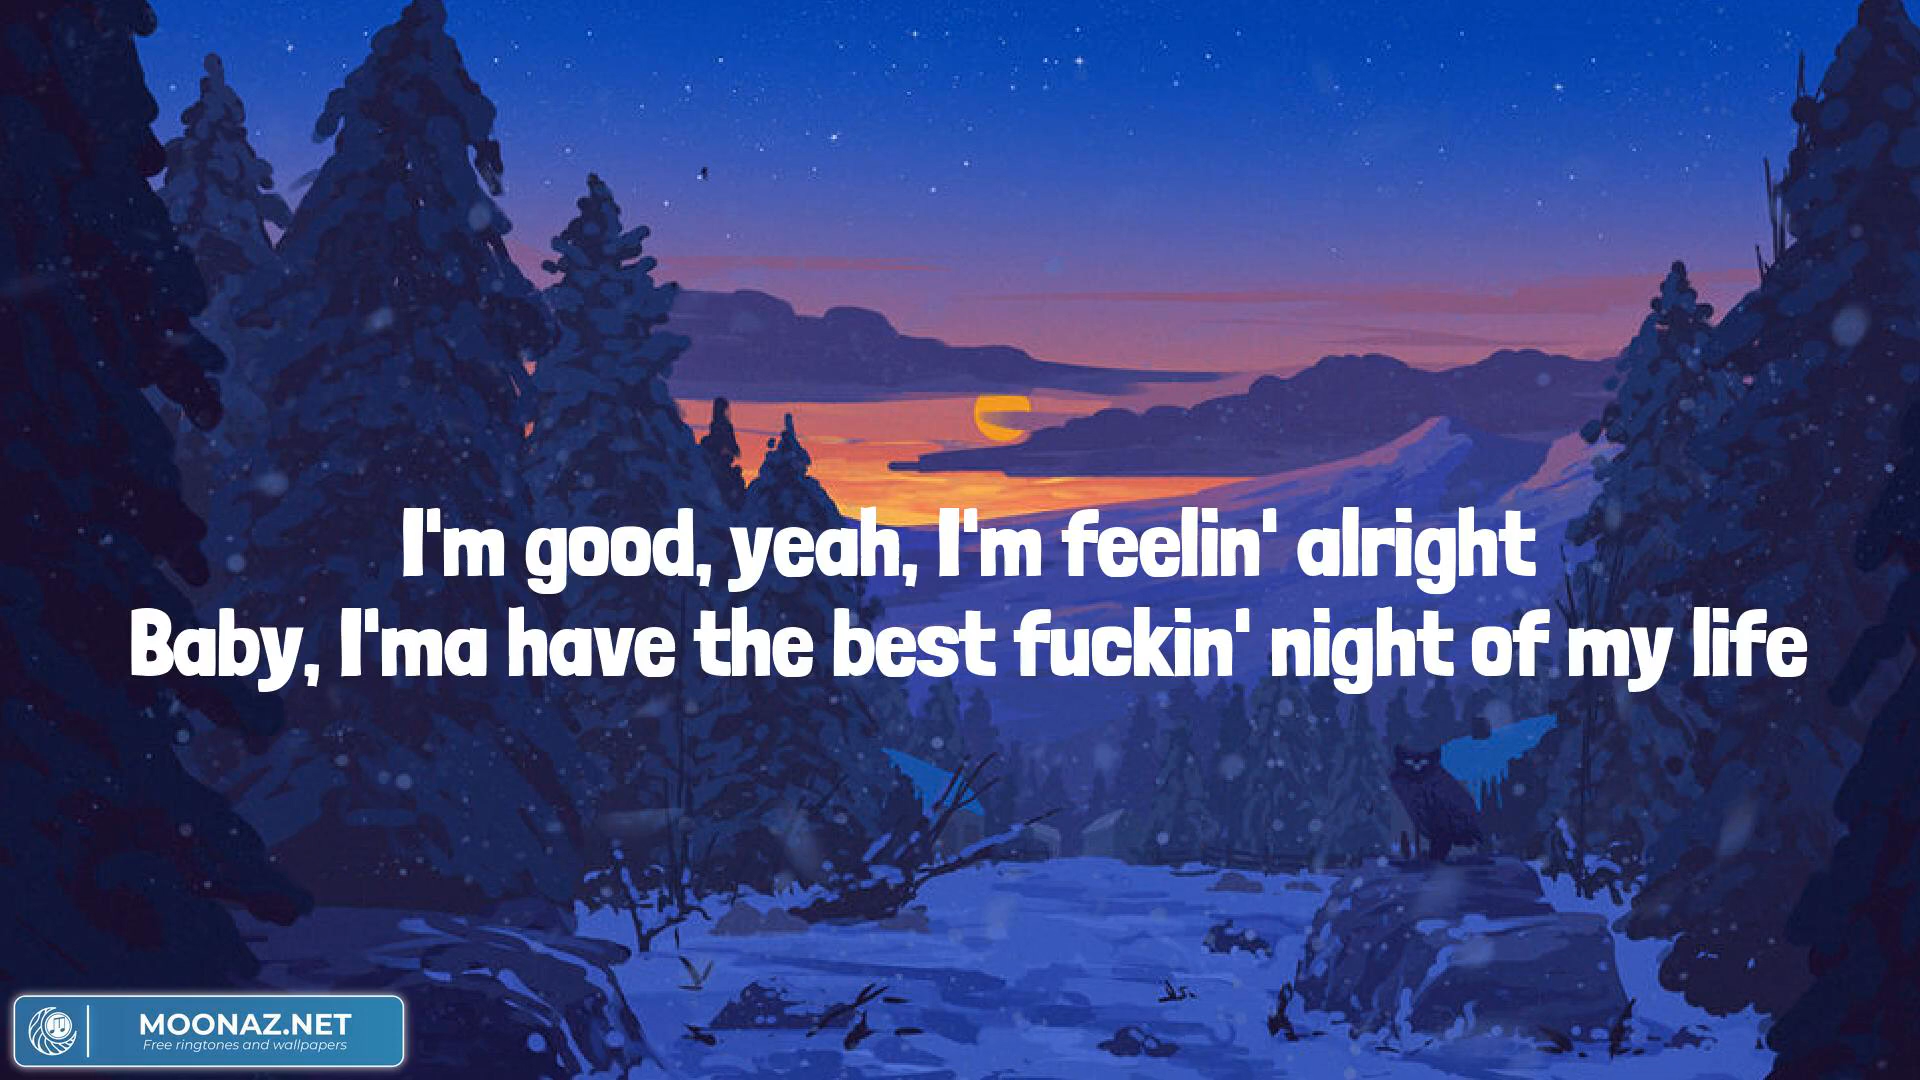 I'm good, yeah, I'm feelin' alright
Baby, I'ma have the best fuckin' night of my life
MOONAZ.NET
Free ringtones and wallpapers